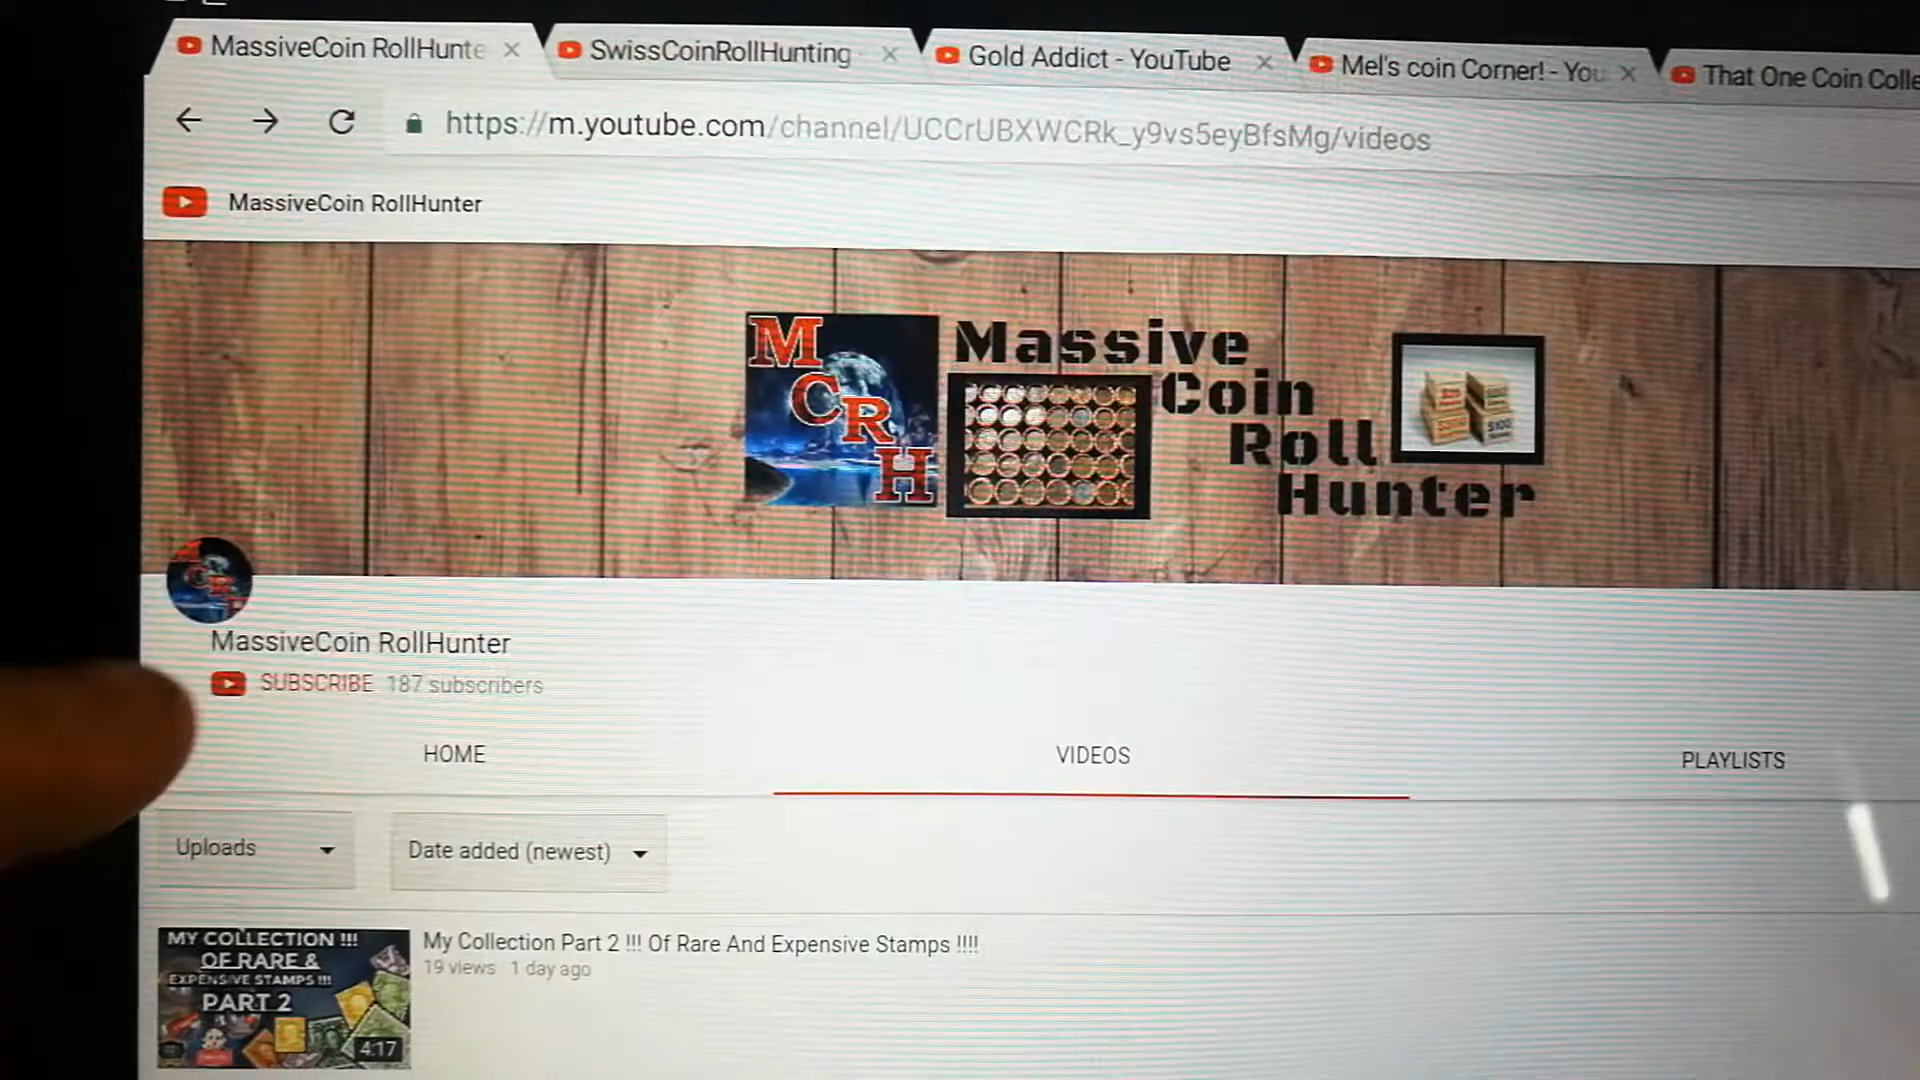 MassiveCoin RollHunte
SwissCoinRollHunting
Gold Addict - YouTube
Mel's coin Corner! - You
That One Coin Colle
https://m.youtube.com/channel/UCCrUBXWCRk_y9vs5eyBfsMg/videos
MassiveCoin RollHunter
M
C
R
H
Massive
Coin
Roll
Hunter
$100
MassiveCoin RollHunter
SUBSCRIBE 187 subscribers
HOME
VIDEOS
PLAYLISTS
Uploads
Date added (newest)
MY COLLECTION !!!
OF RARE &
EXPENSIVE STAMPS !!!
PART 2
4:17
My Collection Part 2 !!! Of Rare And Expensive Stamps !!!!
19 views · 1 day ago